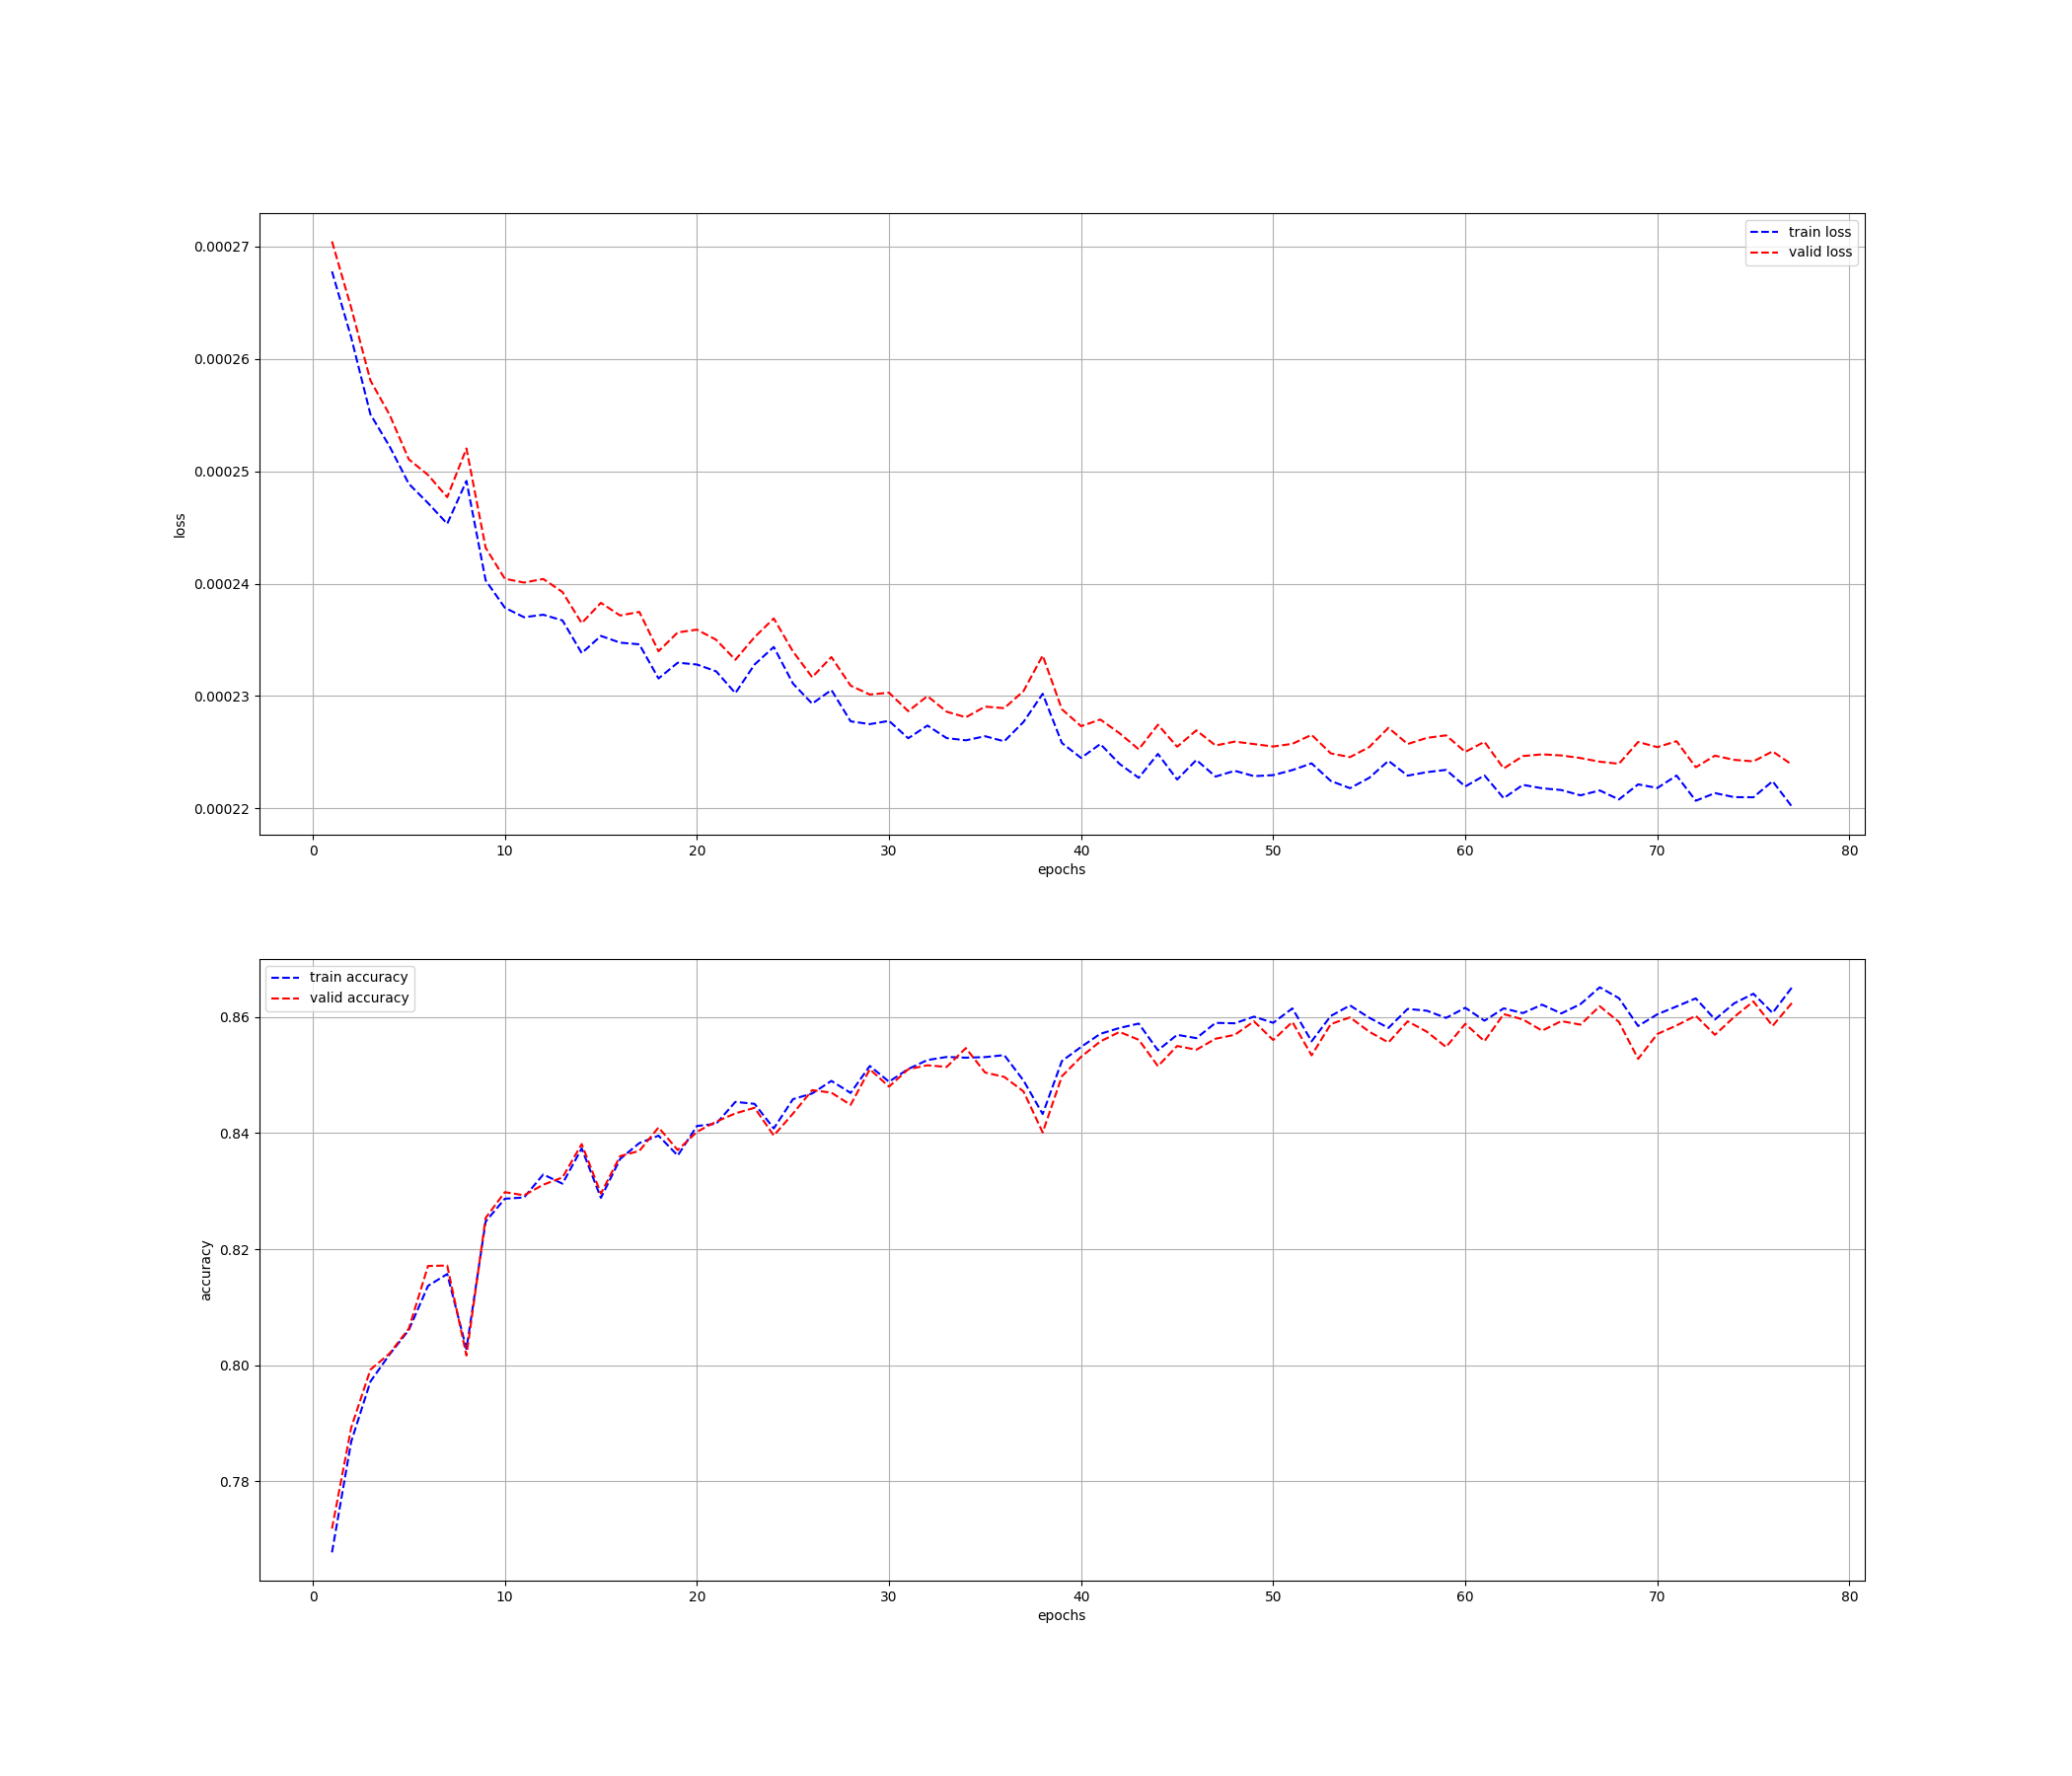 train loss
valid loss
0.00027
0.00026
0.00025
0.00024
0.00023
0.00022
loss
0 10 20 30 40 50 60 70 80
epochs
train accuracy
valid accuracy
0.86
0.84
0.82
0.80
0.78
accuracy
0 10 20 30 40 50 60 70 80
epochs